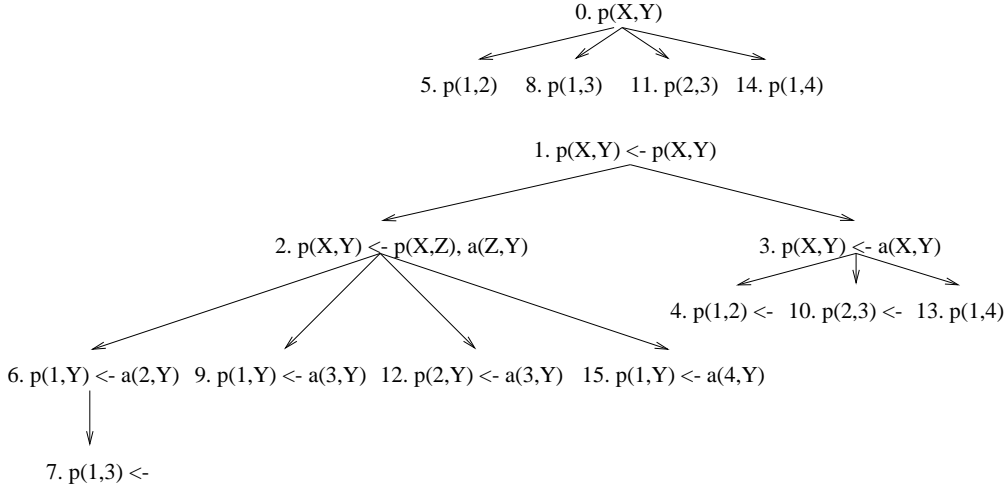 0. p(X,Y)
5. p(1,2) 8. p(1,3) 11. p(2,3) 14. p(1,4)
1. p(X,Y) <- p(X,Y)
2. p(X,Y) <- p(X,Z), a(Z,Y) 3. p(X,Y) <- a(X,Y)
4. p(1,2) <- 10. p(2,3) <- 13. p(1,4)
6. p(1,Y) <- a(2,Y) 9. p(1,Y) <- a(3,Y) 12. p(2,Y) <- a(3,Y) 15. p(1,Y) <- a(4,Y)
7. p(1,3) <-